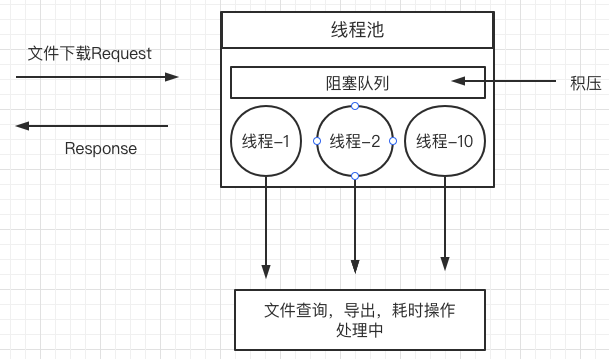 线程池
文件下载Request
阻塞队列
积压
Response
线程-1
线程-2
线程-10
文件查询，导出，耗时操作
处理中